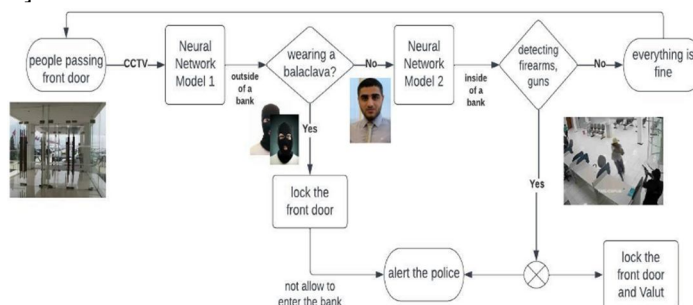 people passing
front door
CCTV
Neural
Network
Model 1
outside
of a
bank
wearing a
balaclava?
Yes
No
Neural
Network
Model 2
inside
of a
bank
detecting
firearms,
guns
No
everything is
fine
Yes
lock the
front door
not allow to
enter the bank
alert the police
lock the
front door
and Valut